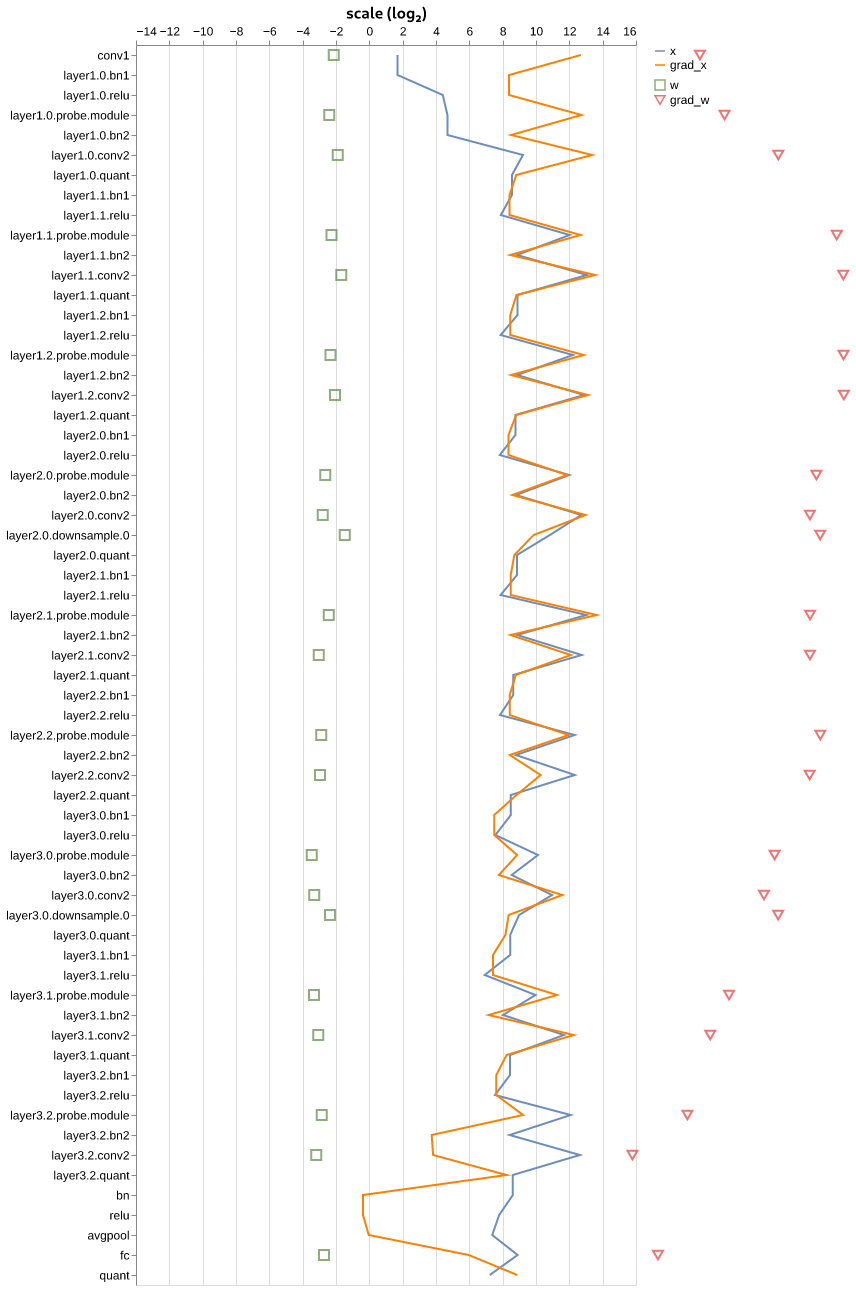 scale (log₂)
−14 −12 −10 −8 −6 −4 −2 0 2 4 6 8 10 12 14 16
x
grad_x
w
grad_w
conv1
layer1.0.bn1
layer1.0.relu
layer1.0.probe.module
layer1.0.bn2
layer1.0.conv2
layer1.0.quant
layer1.1.bn1
layer1.1.relu
layer1.1.probe.module
layer1.1.bn2
layer1.1.conv2
layer1.1.quant
layer1.2.bn1
layer1.2.relu
layer1.2.probe.module
layer1.2.bn2
layer1.2.conv2
layer1.2.quant
layer2.0.bn1
layer2.0.relu
layer2.0.probe.module
layer2.0.bn2
layer2.0.conv2
layer2.0.downsample.0
layer2.0.quant
layer2.1.bn1
layer2.1.relu
layer2.1.probe.module
layer2.1.bn2
layer2.1.conv2
layer2.1.quant
layer2.2.bn1
layer2.2.relu
layer2.2.probe.module
layer2.2.bn2
layer2.2.conv2
layer2.2.quant
layer3.0.bn1
layer3.0.relu
layer3.0.probe.module
layer3.0.bn2
layer3.0.conv2
layer3.0.downsample.0
layer3.0.quant
layer3.1.bn1
layer3.1.relu
layer3.1.probe.module
layer3.1.bn2
layer3.1.conv2
layer3.1.quant
layer3.2.bn1
layer3.2.relu
layer3.2.probe.module
layer3.2.bn2
layer3.2.conv2
layer3.2.quant
bn
relu
avgpool
fc
quant